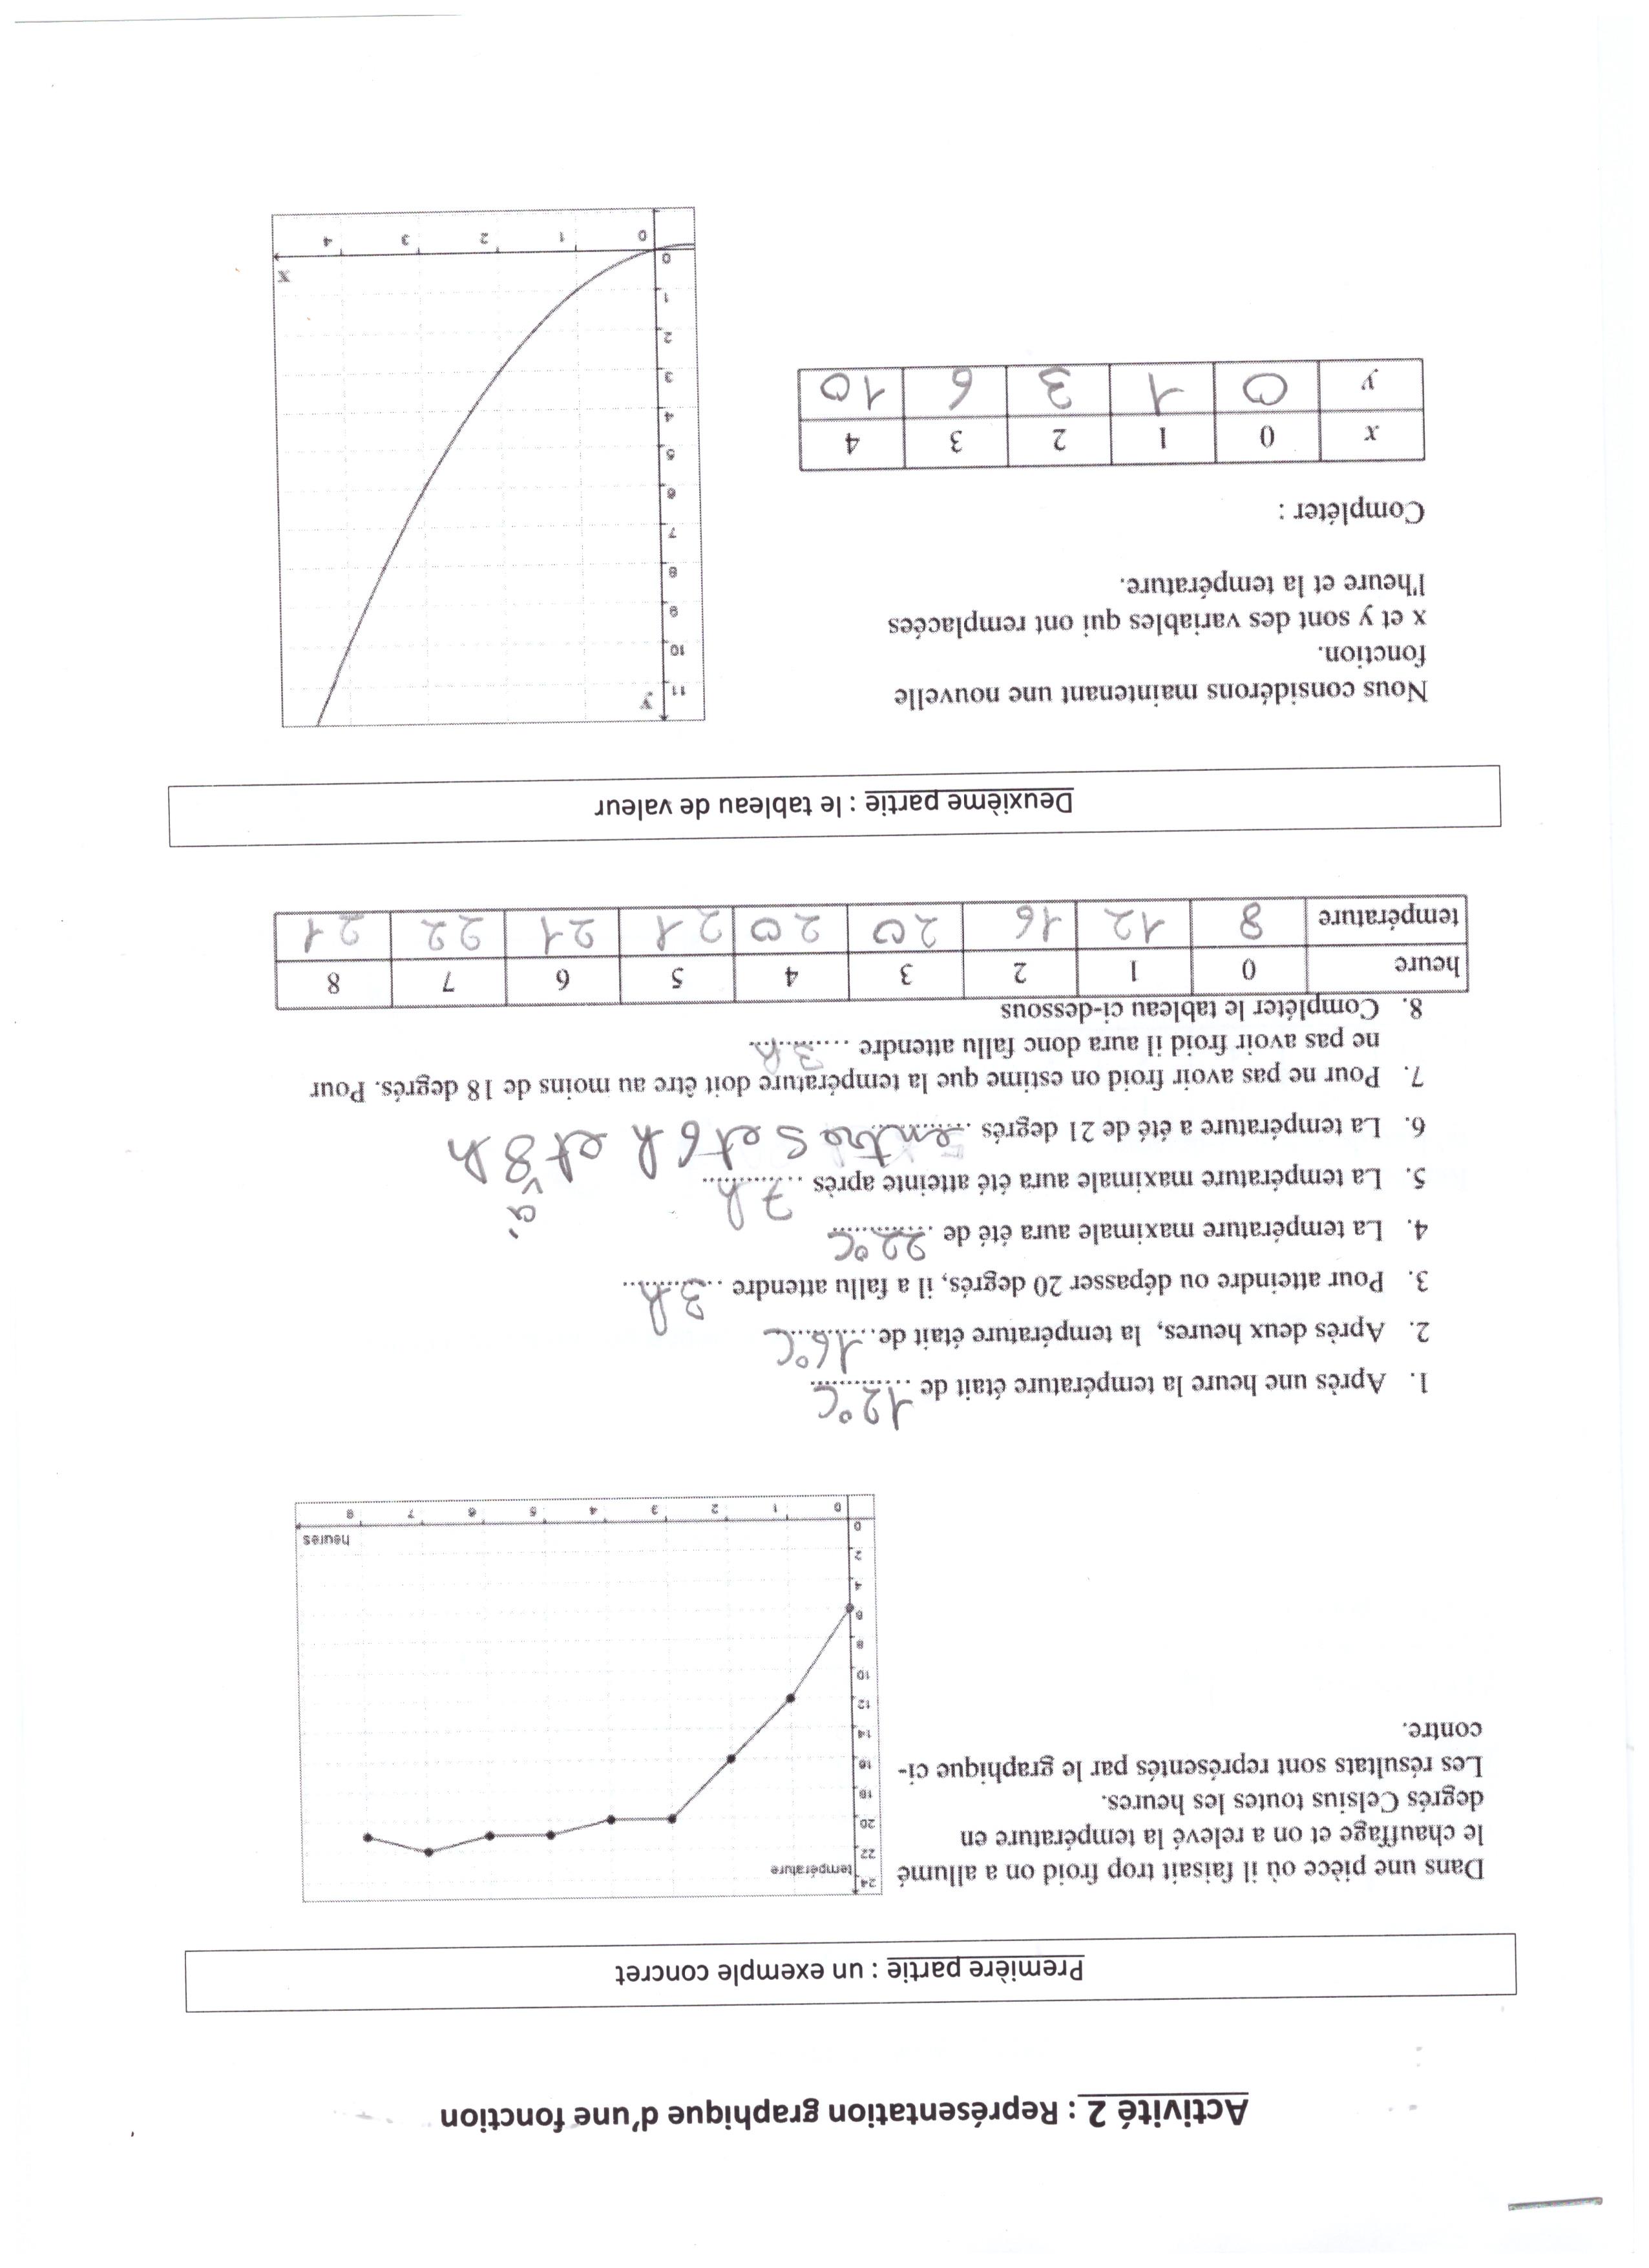 Activité 2 : Représentation graphique d'une fonction
Première partie : un exemple concret
Dans une pièce où il faisait trop froid on a allumé
le chauffage et on a relevé la température en
degrés Celsius toutes les heures.
Les résultats sont représentés par le graphique ci-
contre.
24
température
22
20
18
16
14
12
10
8
6
4
2
0
heures
0 1 2 3 4 5 6 7 8
1. Après une heure la température était de 12°C
2. Après deux heures, la température était de 16°C
3. Pour atteindre ou dépasser 20 degrés, il a fallu attendre 3 h
4. La température maximale aura été de 22°C
5. La température maximale aura été atteinte après 7 h
à
6. La température a été de 21 degrés entre 5 et 6 h et 8 h
7. Pour ne pas avoir froid on estime que la température doit être au moins de 18 degrés. Pour
ne pas avoir froid il aura donc fallu attendre 3 h
8. Compléter le tableau ci-dessous
heure 0 1 2 3 4 5 6 7 8
température 8 12 16 20 20 21 21 22 21
Deuxième partie : le tableau de valeur
Nous considérons maintenant une nouvelle
fonction.
x et y sont des variables qui ont remplacées
l'heure et la température.
Compléter :
x 0 1 2 3 4
y 0 1 3 6 10
y
11
10
9
8
7
6
5
4
3
2
1
0
x
0 1 2 3 4